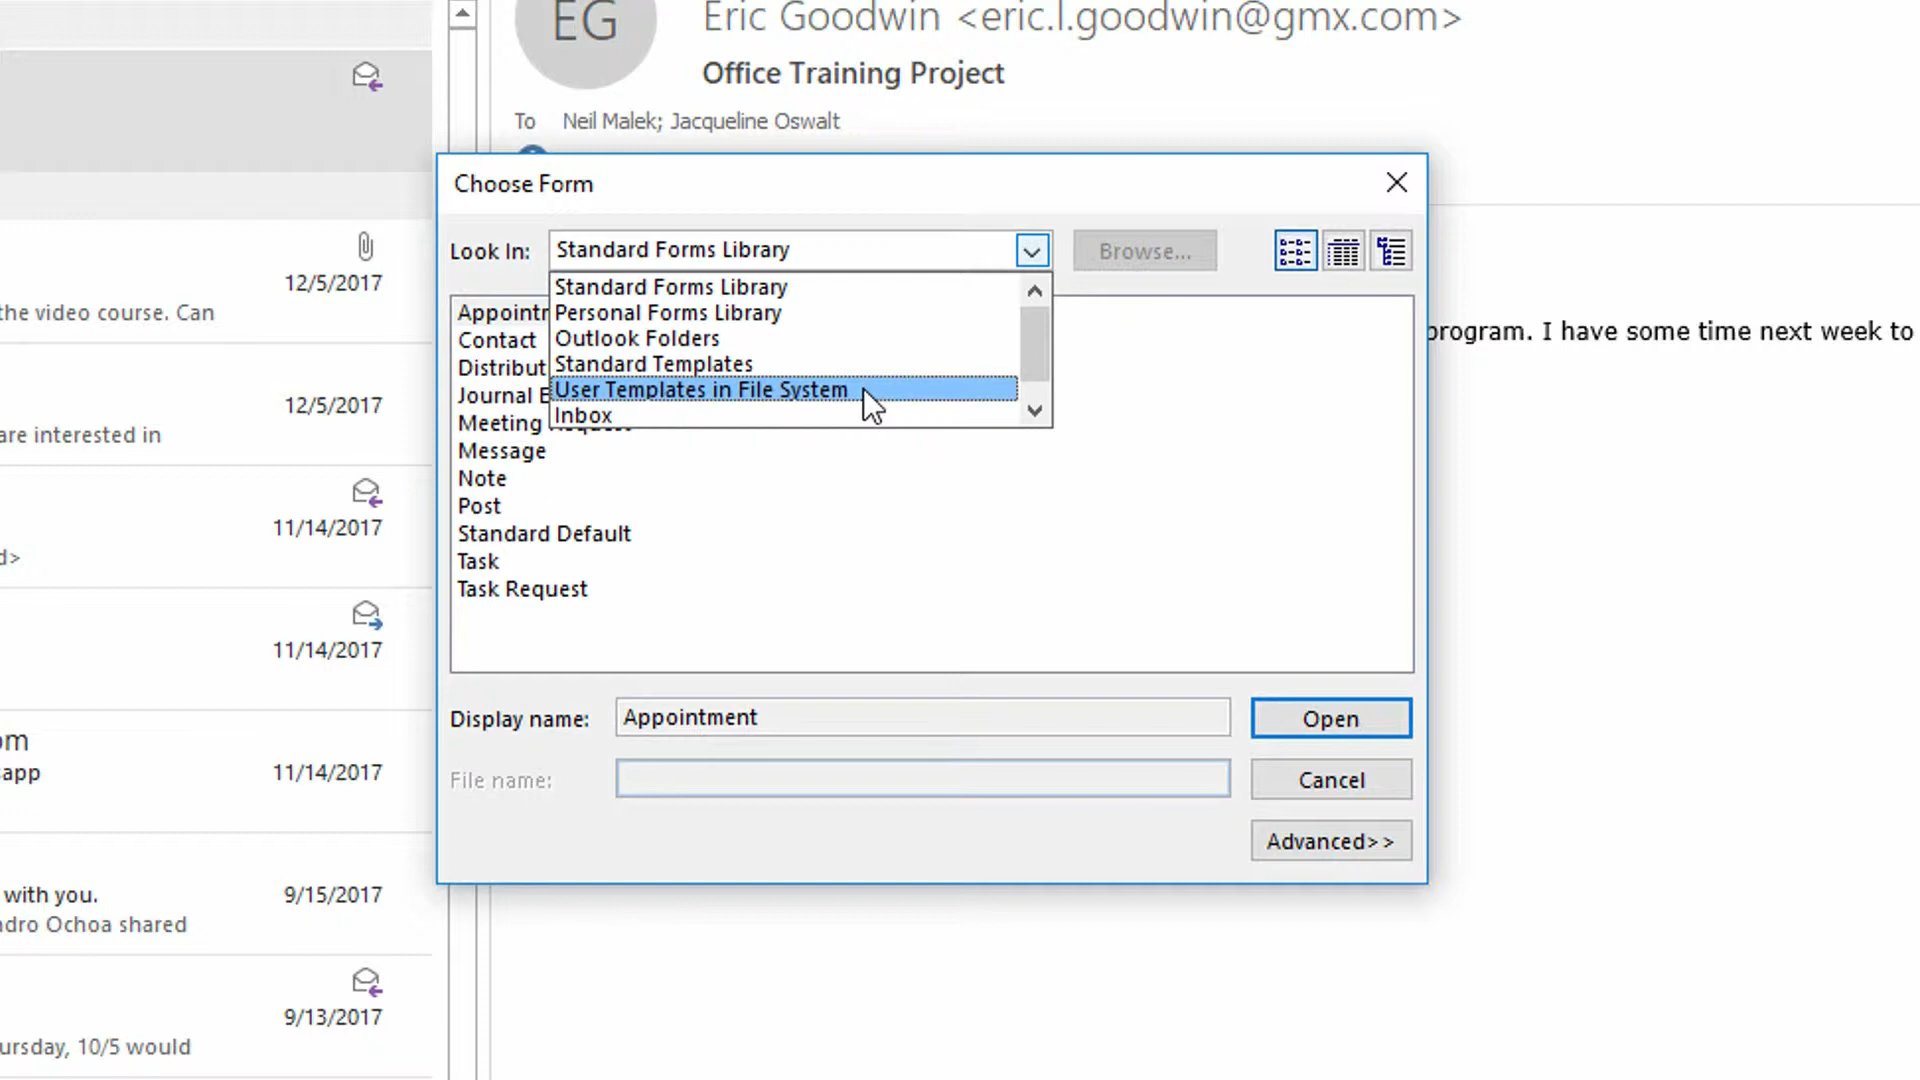 EG
Eric Goodwin <eric.l.goodwin@gmx.com>
Office Training Project
To Neil Malek; Jacqueline Oswalt
Choose Form
Look In: Standard Forms Library
Browse...
Standard Forms Library
Personal Forms Library
Outlook Folders
Standard Templates
User Templates in File System
Inbox
Contact
Journal
Meeting
Message
Note
Post
Standard Default
Task
Task Request
Display name: Appointment
Open
File name:
Cancel
Advanced>>
program. I have some time next week to
12/5/2017
the video course. Can
12/5/2017
are interested in
11/14/2017
d>
11/14/2017
om
app 11/14/2017
with you. 9/15/2017
ndro Ochoa shared
9/13/2017
ursday, 10/5 would